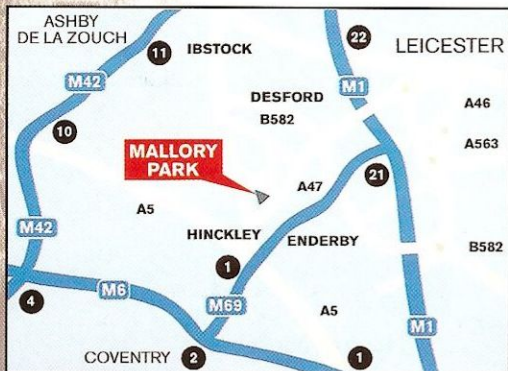 ASHBY
DE LA ZOUCH
11
IBSTOCK
22
LEICESTER
M42
M1
DESFORD
B582
A46
10
A563
MALLORY
PARK
A47
21
A5
M42
HINCKLEY
ENDERBY
B582
1
4
M6
M69
A5
M1
COVENTRY
2
1